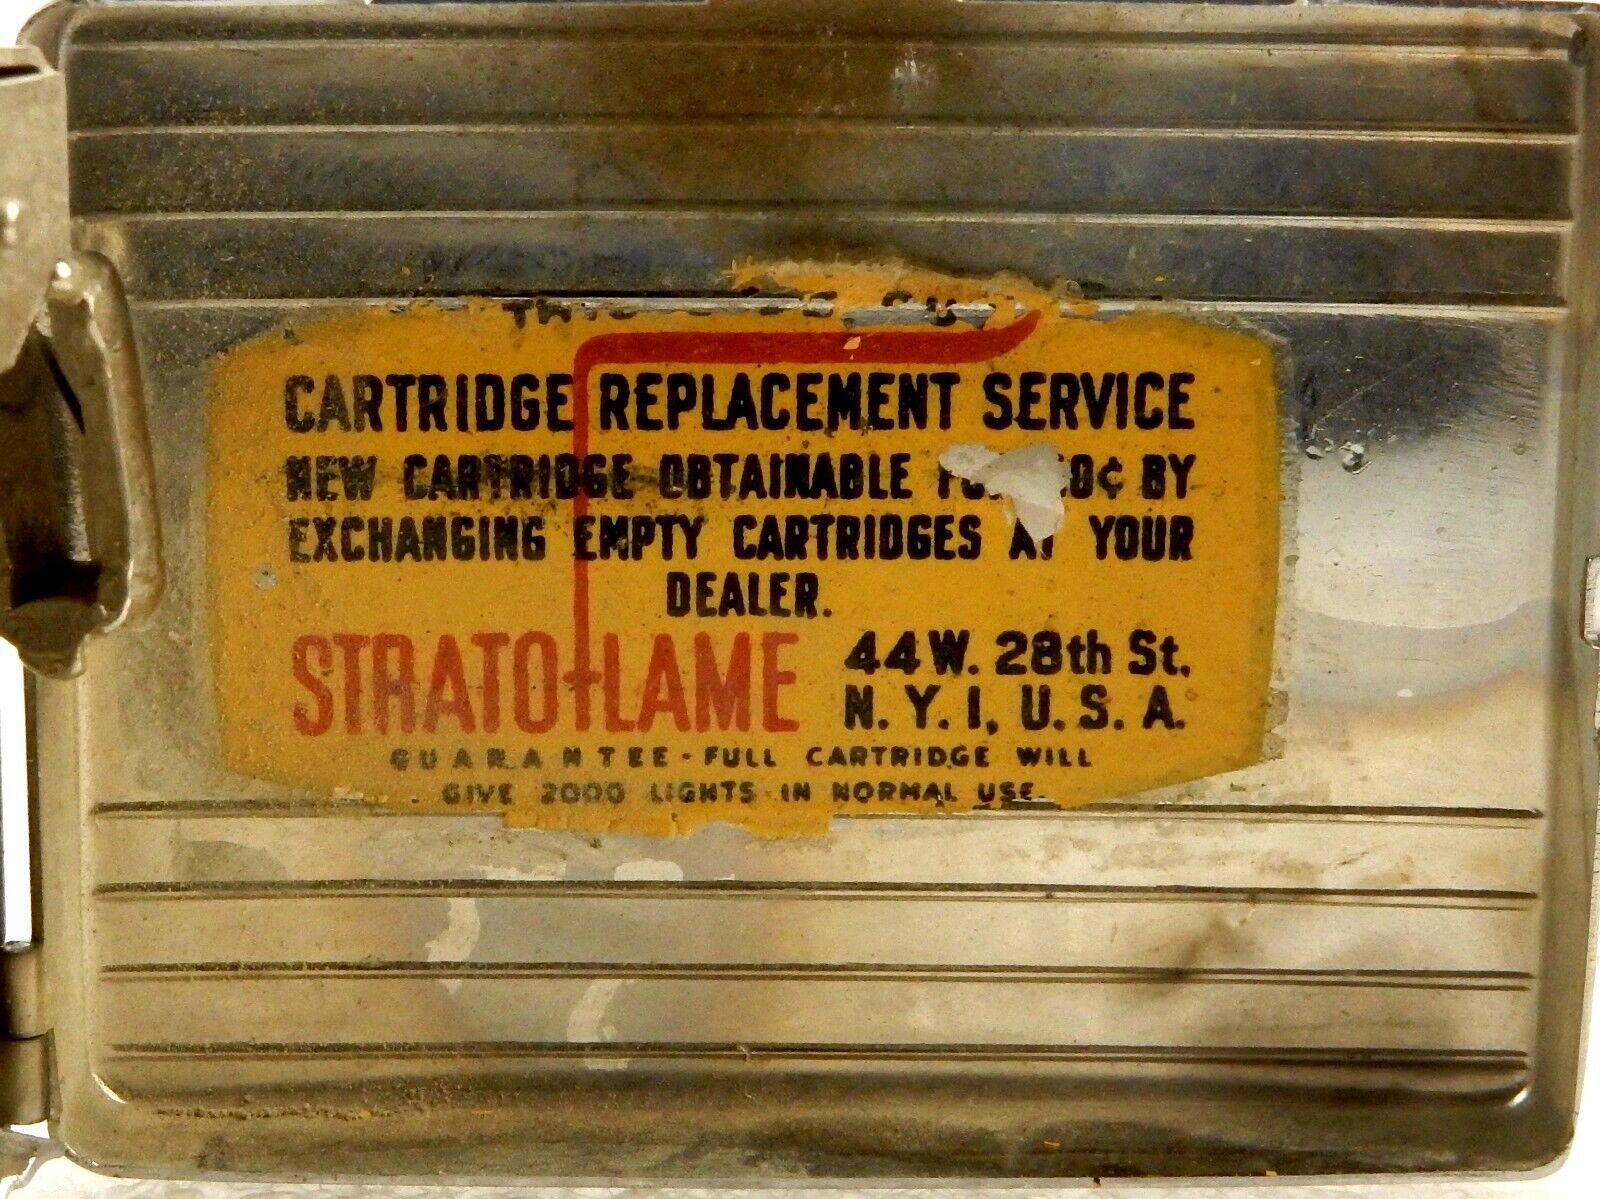 CARTRIDGE REPLACEMENT SERVICE
NEW CARTRIDGE OBTAINABLE BY
EXCHANGING EMPTY CARTRIDGES AT YOUR
DEALER.
STRATOFLAME 44 W. 28th St.
N. Y. 1, U. S. A.
GUARANTEE - FULL CARTRIDGE WILL
GIVE 2000 LIGHTS IN NORMAL USE.